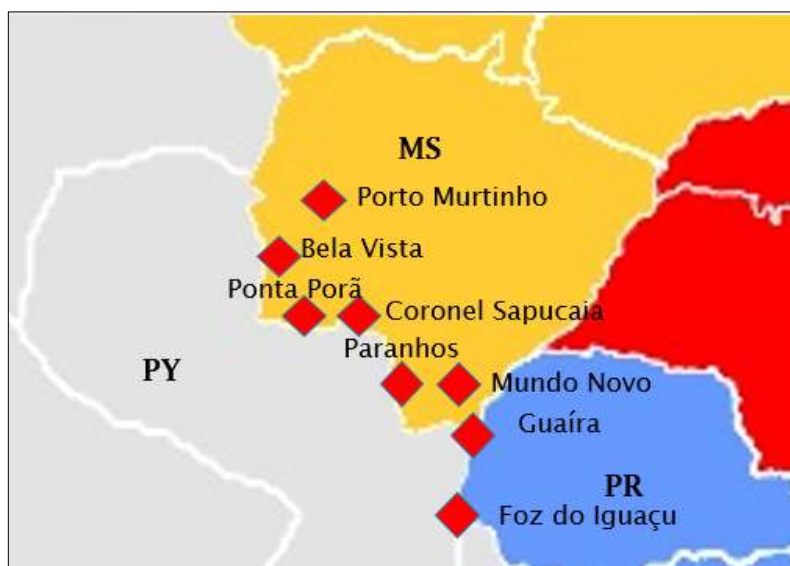 MS
Porto Murtinho
Bela Vista
Ponta Porã
Coronel Sapucaia
Paranhos
PY
Mundo Novo
Guaíra
PR
Foz do Iguaçu